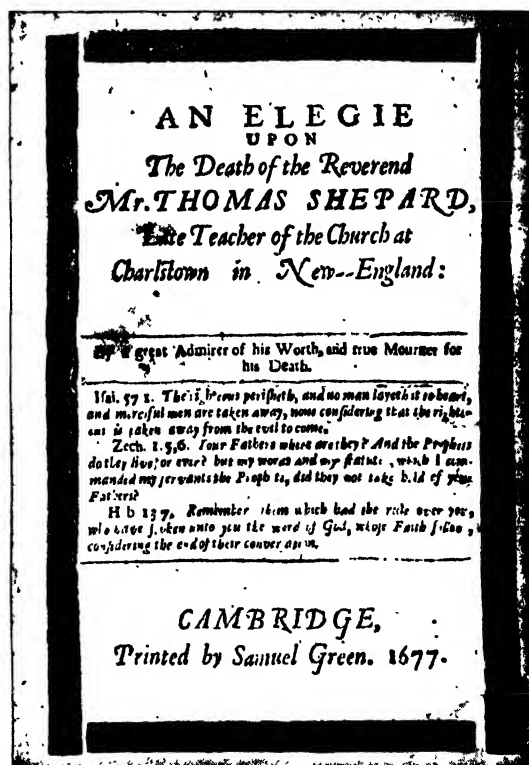 AN ELEGIE
UPON
The Death of the Reverend
Mr. THOMAS SHEPARD,
Late Teacher of the Church at
Charlstown in New--England:
By a great Admirer of his Worth, and true Mourner for
his Death.
Isai. 57 1. The righteous perisheth, and no man layeth it to heart,
and merciful men are taken away, none considering that the righte-
ous is taken away from the evil to come.
Zech. 1.5,6. Your Fathers where are they? And the Prophets
do they live for ever? but my words and my statutes, which I com-
manded my servants the Prophets, did they not take hold of your
Fathers?
Heb 13 7. Remember them which had the rule over you,
who have spoken unto you the word of God, whose Faith follow,
considering the end of their conversation.
CAMBRIDGE,
Printed by Samuel Green. 1677.